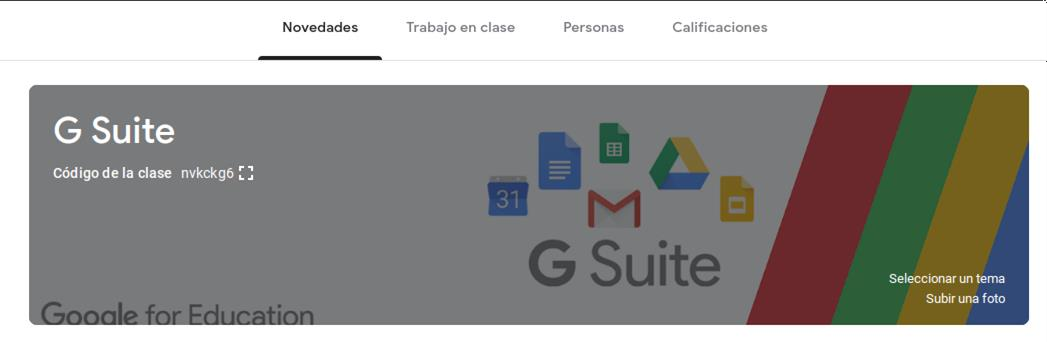 Novedades Trabajo en clase Personas Calificaciones
G Suite
Código de la clase nvkckg6
31
G Suite
Seleccionar un tema
Subir una foto
Google for Education